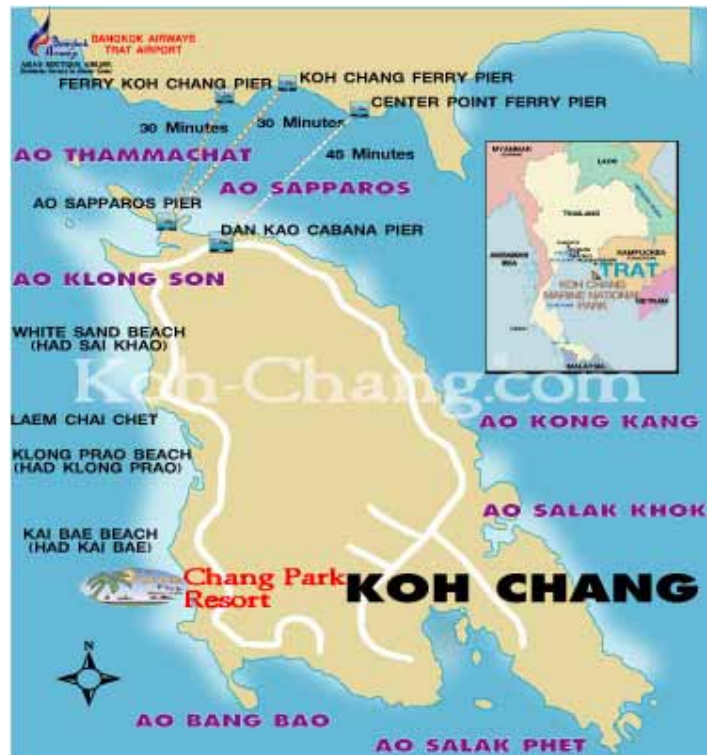 Bangkok
Airways
BANGKOK AIRWAYS
TRAT AIRPORT
FERRY KOH CHANG PIER
KOH CHANG FERRY PIER
CENTER POINT FERRY PIER
30 Minutes
30 Minutes
45 Minutes
AO THAMMACHAT
AO SAPPAROS
AO SAPPAROS PIER
DAN KAO CABANA PIER
AO KLONG SON
MYANMAR
LAOS
THAILAND
KAMPUCHEA
TRAT
KOH CHANG
MARINE NATIONAL
PARK
VIETNAM
MALAYSIA
WHITE SAND BEACH
(HAD SAI KHAO)
Koh-Chang.com
LAEM CHAI CHET
AO KONG KANG
KLONG PRAO BEACH
(HAD KLONG PRAO)
AO SALAK KHOK
KAI BAE BEACH
(HAD KAI BAE)
Chang Park
Resort
KOH CHANG
N
AO BANG BAO
AO SALAK PHET